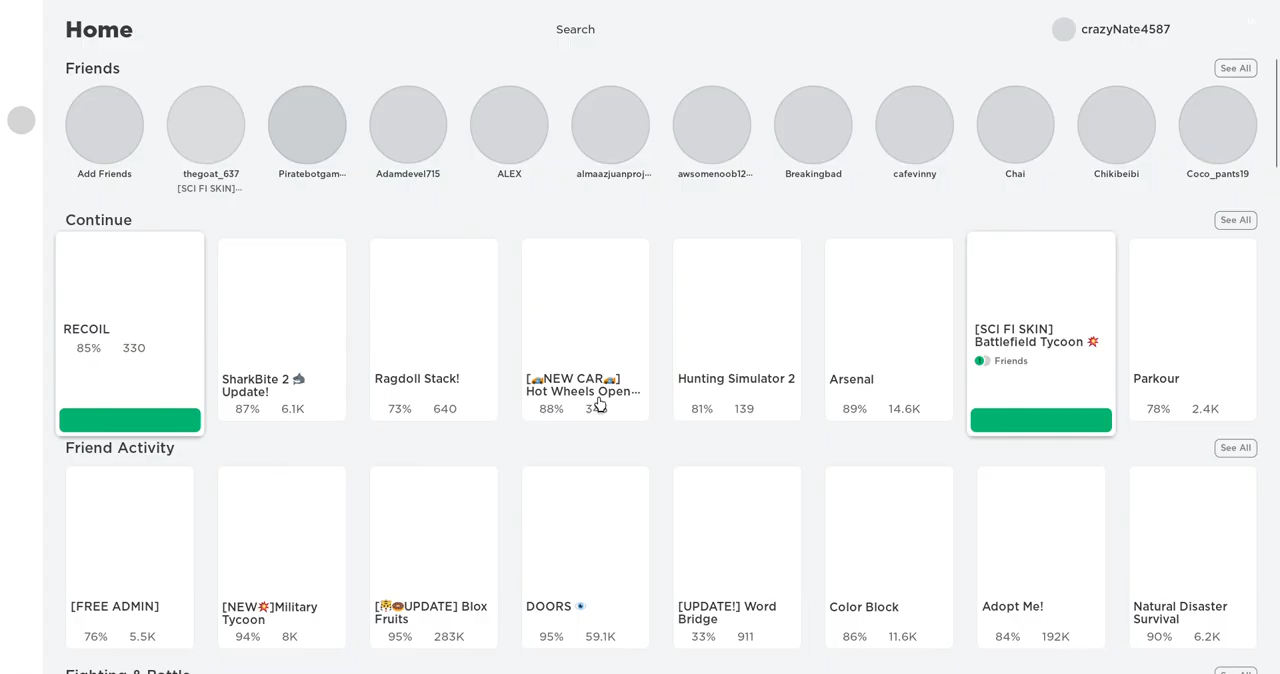 Home
Search
crazyNate4587
Friends
See All
Add Friends
thegoat_637
[SCI FI SKIN]...
Piratebotgam...
Adamdevel715
ALEX
almaazjuanproj...
awsomenoob12...
Breakingbad
cafevinny
Chai
Chikibeibi
Coco_pants19
Continue
See All
RECOIL
85% 330
SharkBite 2 🦈
Update!
87% 6.1K
Ragdoll Stack!
73% 640
[🚙NEW CAR🚙]
Hot Wheels Open...
88%
Hunting Simulator 2
81% 139
Arsenal
89% 14.6K
[SCI FI SKIN]
Battlefield Tycoon 💥
Friends
Parkour
78% 2.4K
Friend Activity
See All
[FREE ADMIN]
76% 5.5K
[NEW💥]Military
Tycoon
94% 8K
[🐯🍩UPDATE] Blox
Fruits
95% 283K
DOORS 👁️
95% 59.1K
[UPDATE!] Word
Bridge
33% 911
Color Block
86% 11.6K
Adopt Me!
84% 192K
Natural Disaster
Survival
90% 6.2K
Fighting & Battle
See All